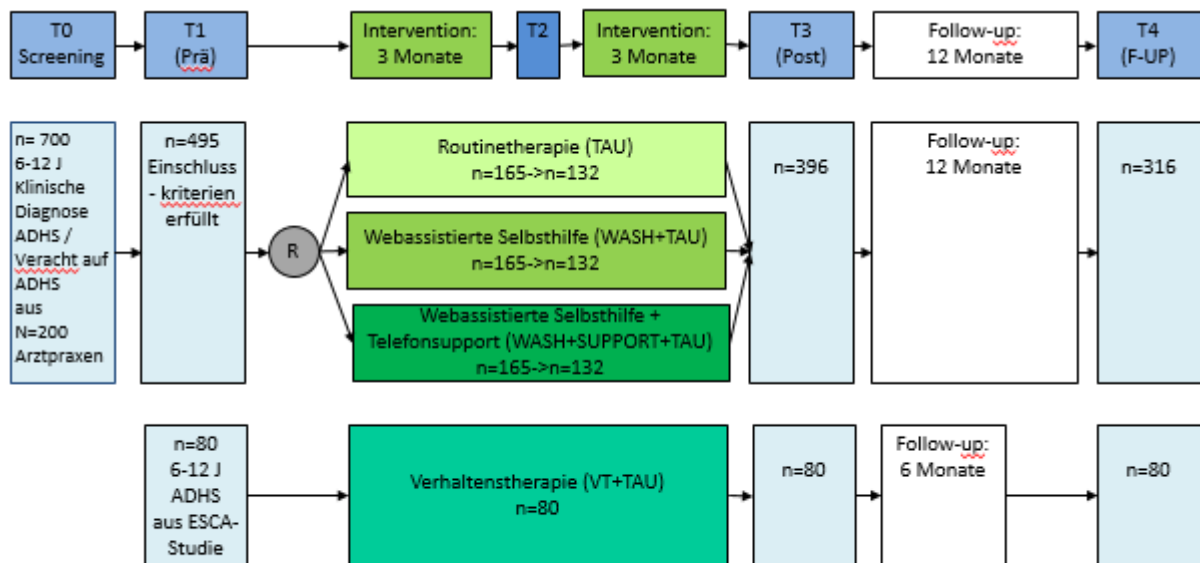 T0
Screening
T1
(Prä)
Intervention:
3 Monate
T2
Intervention:
3 Monate
T3
(Post)
Follow-up:
12 Monate
T4
(F-UP)
n= 700
6-12 J
Klinische
Diagnose
ADHS /
Veracht auf
ADHS
aus
N=200
Arztpraxen
n=495
Einschluss
- kriterien
erfüllt
R
Routinetherapie (TAU)
n=165->n=132
Webassistierte Selbsthilfe (WASH+TAU)
n=165->n=132
Webassistierte Selbsthilfe +
Telefonsupport (WASH+SUPPORT+TAU)
n=165->n=132
n=396
Follow-up:
12 Monate
n=316
n=80
6-12 J
ADHS
aus ESCA-
Studie
Verhaltenstherapie (VT+TAU)
n=80
n=80
Follow-up:
6 Monate
n=80